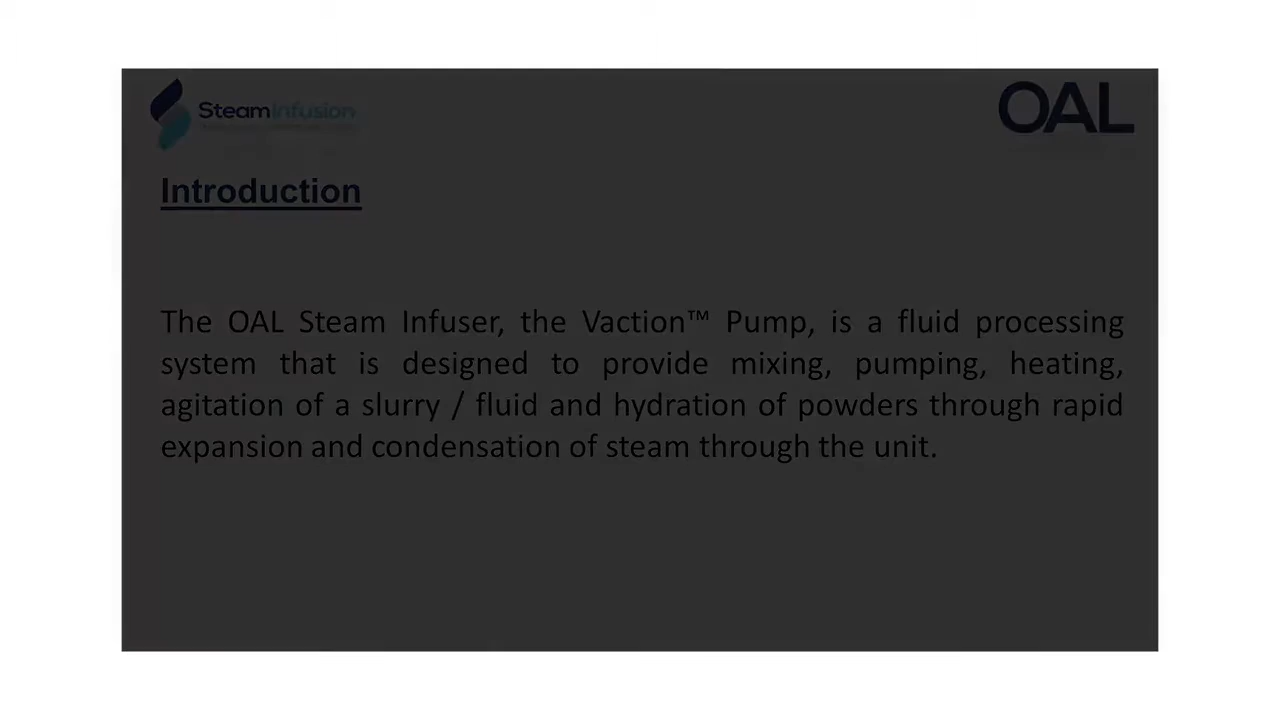 SteamInfusion
OAL
Introduction
The OAL Steam Infuser, the Vaction™ Pump, is a fluid processing
system that is designed to provide mixing, pumping, heating,
agitation of a slurry / fluid and hydration of powders through rapid
expansion and condensation of steam through the unit.